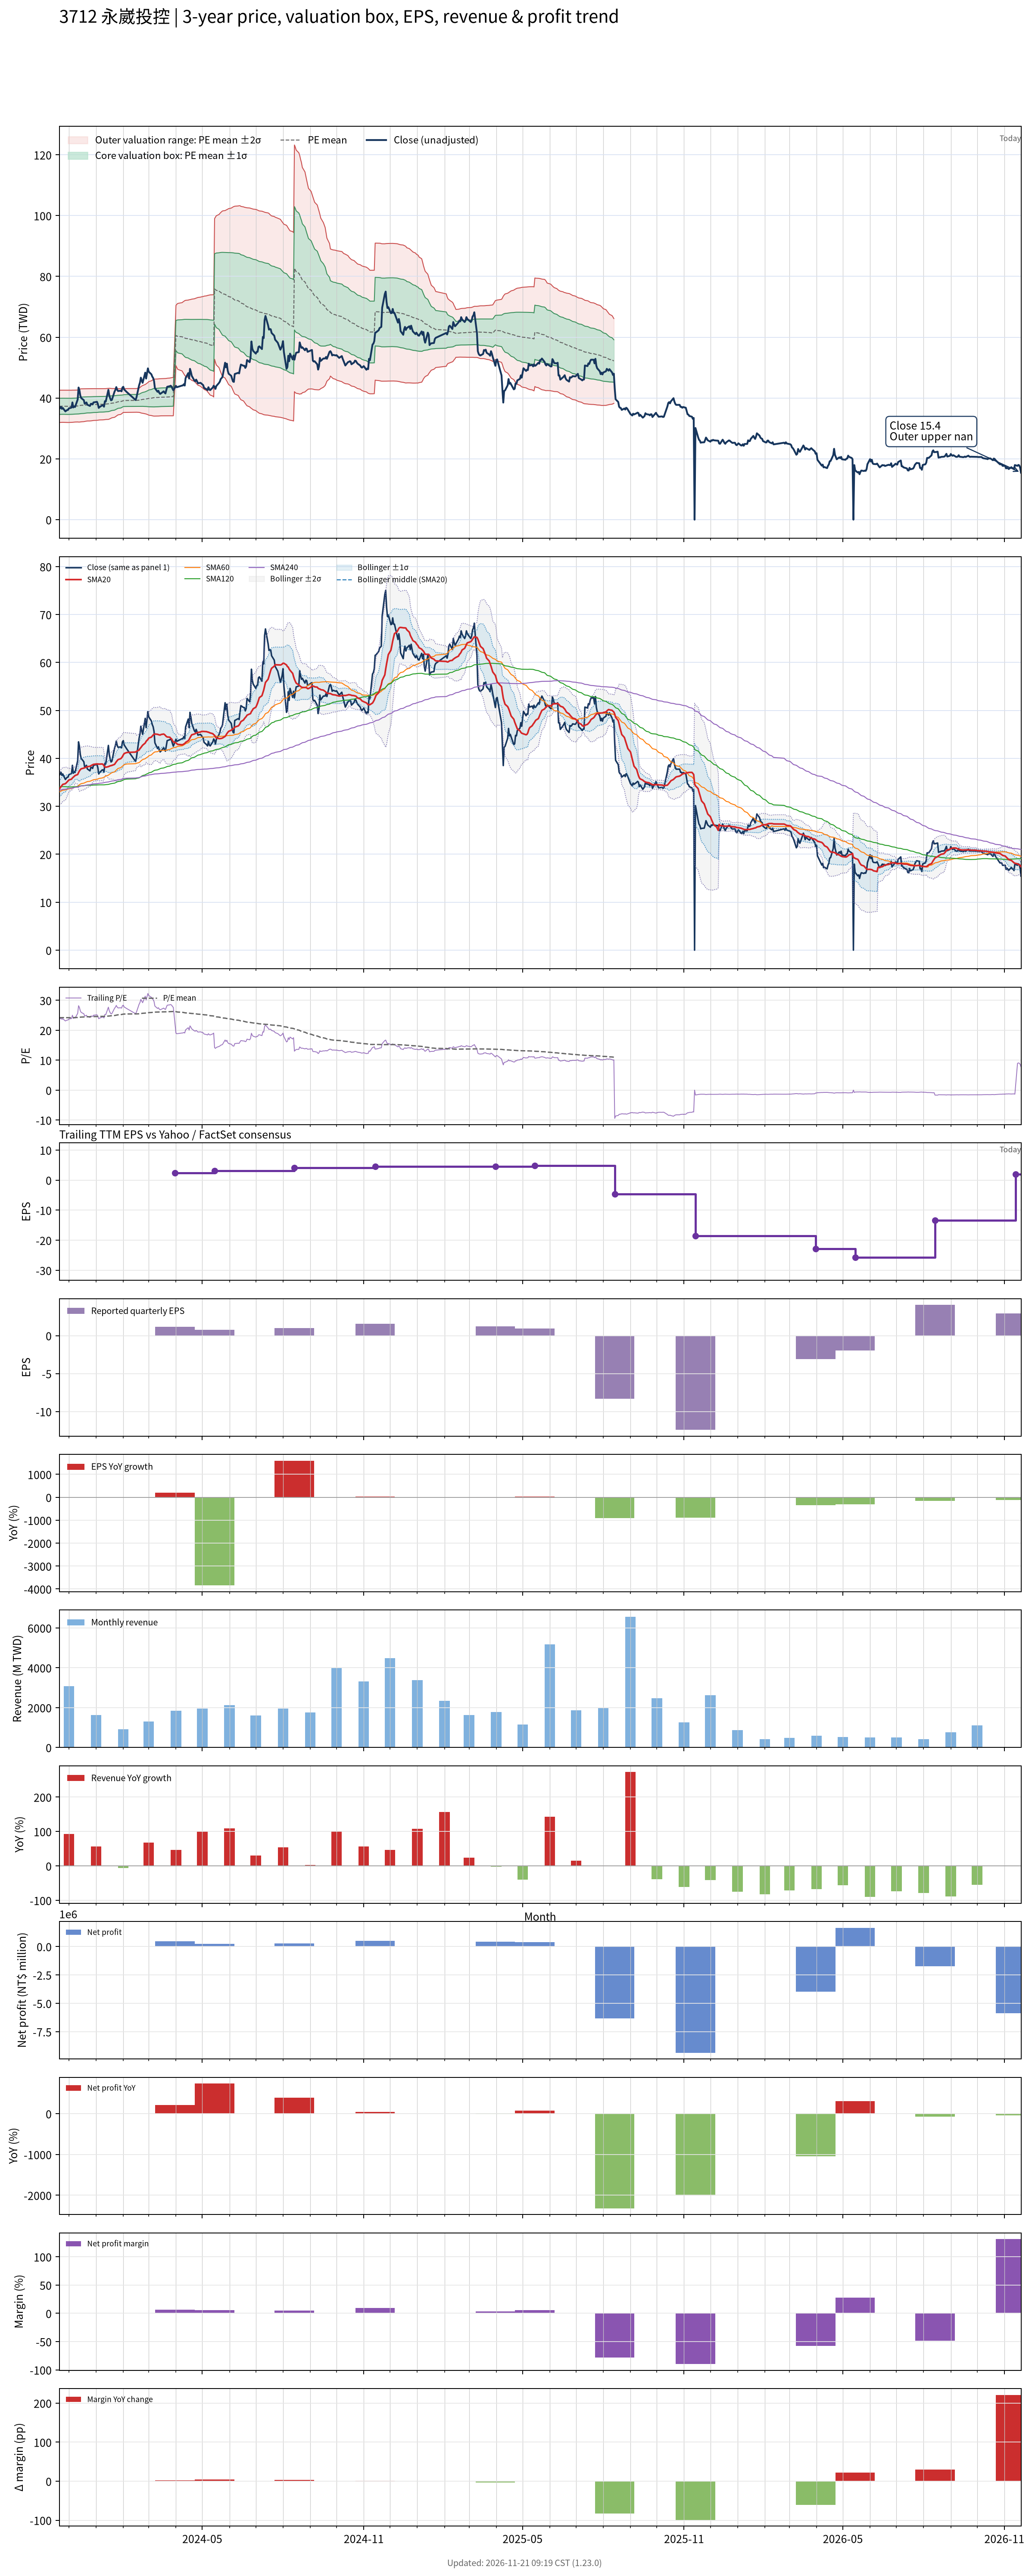 3712 永崴投控 | 3-year price, valuation box, EPS, revenue & profit trend
Outer valuation range: PE mean ±2σ
PE mean
Close (unadjusted)
Core valuation box: PE mean ±1σ
Today
Price (TWD)
120
100
80
60
40
20
0
Close 15.4
Outer upper nan
Close (same as panel 1)
SMA60
SMA240
Bollinger ±1σ
SMA20
SMA120
Bollinger ±2σ
Bollinger middle (SMA20)
Price
80
70
60
50
40
30
20
10
0
Trailing P/E
P/E mean
P/E
30
20
10
0
-10
Trailing TTM EPS vs Yahoo / FactSet consensus
Today
EPS
10
0
-10
-20
-30
Reported quarterly EPS
EPS
0
-5
-10
EPS YoY growth
YoY (%)
1000
0
-1000
-2000
-3000
-4000
Monthly revenue
Revenue (M TWD)
6000
4000
2000
0
Revenue YoY growth
YoY (%)
200
100
0
-100
Month
1e6
Net profit
Net profit (NT$ million)
0.0
-2.5
-5.0
-7.5
Net profit YoY
YoY (%)
0
-1000
-2000
Net profit margin
Margin (%)
100
50
0
-50
-100
Margin YoY change
Δ margin (pp)
200
100
0
-100
2024-05
2024-11
2025-05
2025-11
2026-05
2026-11
Updated: 2026-11-21 09:19 CST (1.23.0)